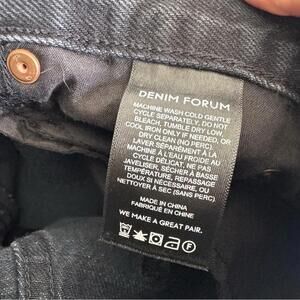 DENIM FORUM
MACHINE WASH COLD GENTLE
CYCLE SEPARATELY, DO NOT
BLEACH, TUMBLE DRY LOW,
COOL IRON ONLY IF NEEDED, OR
DRY CLEAN (NO PERC).
LAVER SÉPARÉMENT À LA
MACHINE À L'EAU FROIDE AU
CYCLE DÉLICAT, NE PAS
JAVELISER, SÉCHER À BASSE
TEMPÉRATURE, REPASSAGE
DOUX SI NÉCESSAIRE, OU
NETTOYER À SEC (SANS PERC)
MADE IN CHINA
FABRIQUÉ EN CHINE
WE MAKE A GREAT PAIR.